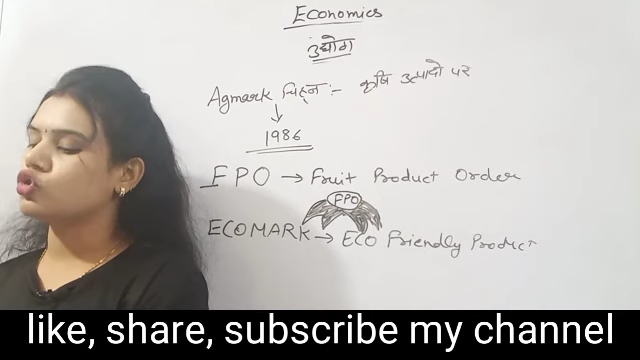 Economics
उद्योग
Agmark चिह्न :- कृषि उत्पादों पर
1986
FPO → Fruit Product Order
FPO
ECOMARK → ECO Friendly Product
like, share, subscribe my channel